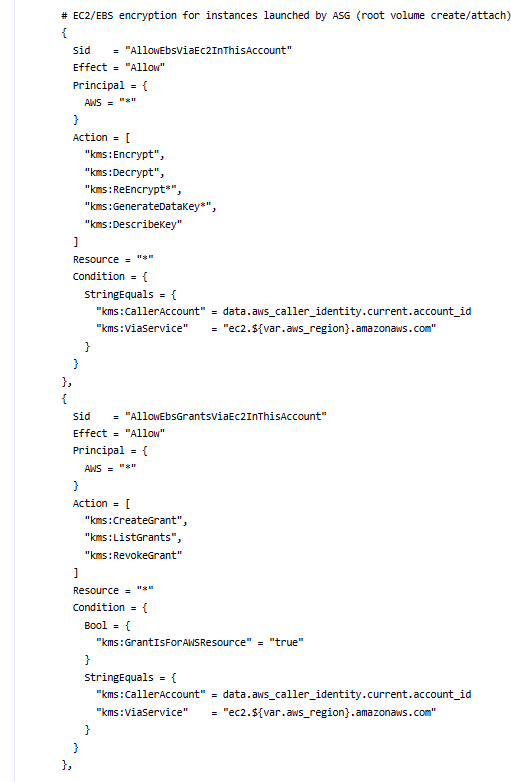 # EC2/EBS encryption for instances launched by ASG (root volume create/attach)
{
  Sid    = "AllowEbsViaEc2InThisAccount"
  Effect = "Allow"
  Principal = {
    AWS = "*"
  }
  Action = [
    "kms:Encrypt",
    "kms:Decrypt",
    "kms:ReEncrypt*",
    "kms:GenerateDataKey*",
    "kms:DescribeKey"
  ]
  Resource = "*"
  Condition = {
    StringEquals = {
      "kms:CallerAccount" = data.aws_caller_identity.current.account_id
      "kms:ViaService"    = "ec2.${var.aws_region}.amazonaws.com"
    }
  }
},
{
  Sid    = "AllowEbsGrantsViaEc2InThisAccount"
  Effect = "Allow"
  Principal = {
    AWS = "*"
  }
  Action = [
    "kms:CreateGrant",
    "kms:ListGrants",
    "kms:RevokeGrant"
  ]
  Resource = "*"
  Condition = {
    Bool = {
      "kms:GrantIsForAWSResource" = "true"
    }
    StringEquals = {
      "kms:CallerAccount" = data.aws_caller_identity.current.account_id
      "kms:ViaService"    = "ec2.${var.aws_region}.amazonaws.com"
    }
  }
},